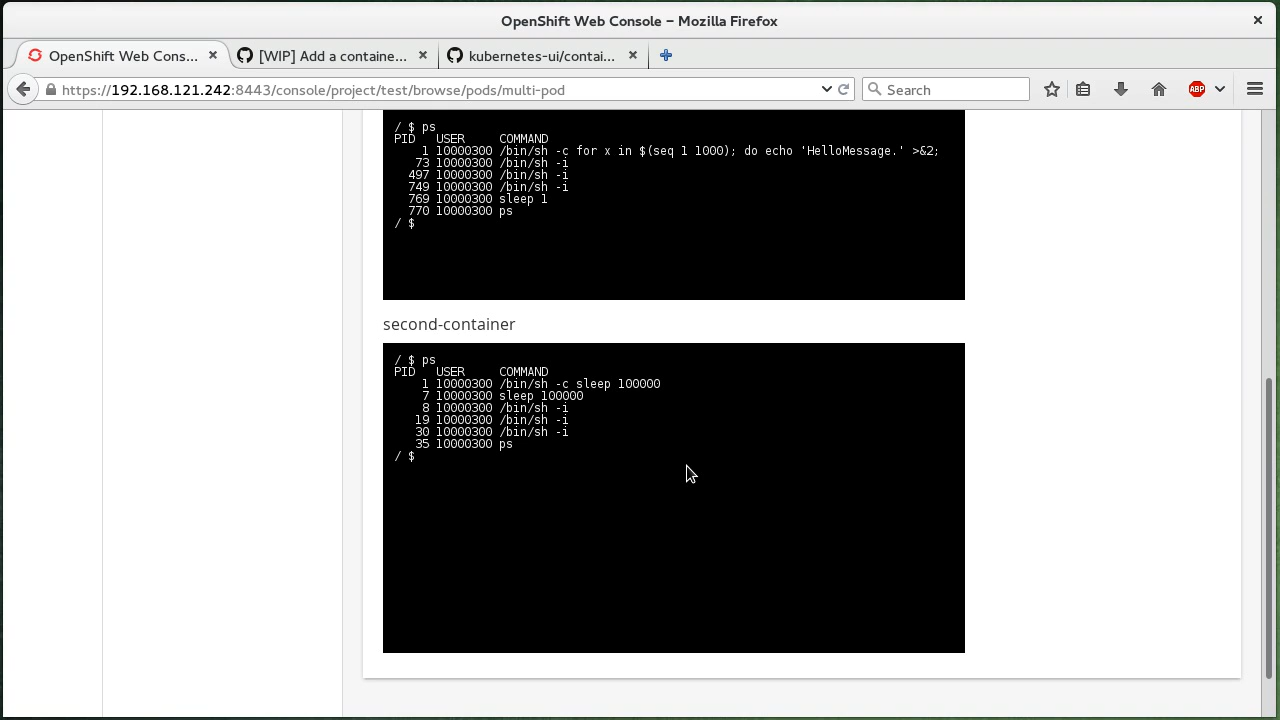 OpenShift Web Console - Mozilla Firefox
OpenShift Web Cons...
[WIP] Add a containe...
kubernetes-ui/contai...
https://192.168.121.242:8443/console/project/test/browse/pods/multi-pod
Search
ABP
/ $ ps
PID   USER     COMMAND
    1 10000300 /bin/sh -c for x in $(seq 1 1000); do echo 'HelloMessage.' >&2;
   73 10000300 /bin/sh -i
  497 10000300 /bin/sh -i
  749 10000300 /bin/sh -i
  769 10000300 sleep 1
  770 10000300 ps
/ $
second-container
/ $ ps
PID   USER     COMMAND
    1 10000300 /bin/sh -c sleep 100000
    7 10000300 sleep 100000
    8 10000300 /bin/sh -i
   19 10000300 /bin/sh -i
   30 10000300 /bin/sh -i
   35 10000300 ps
/ $